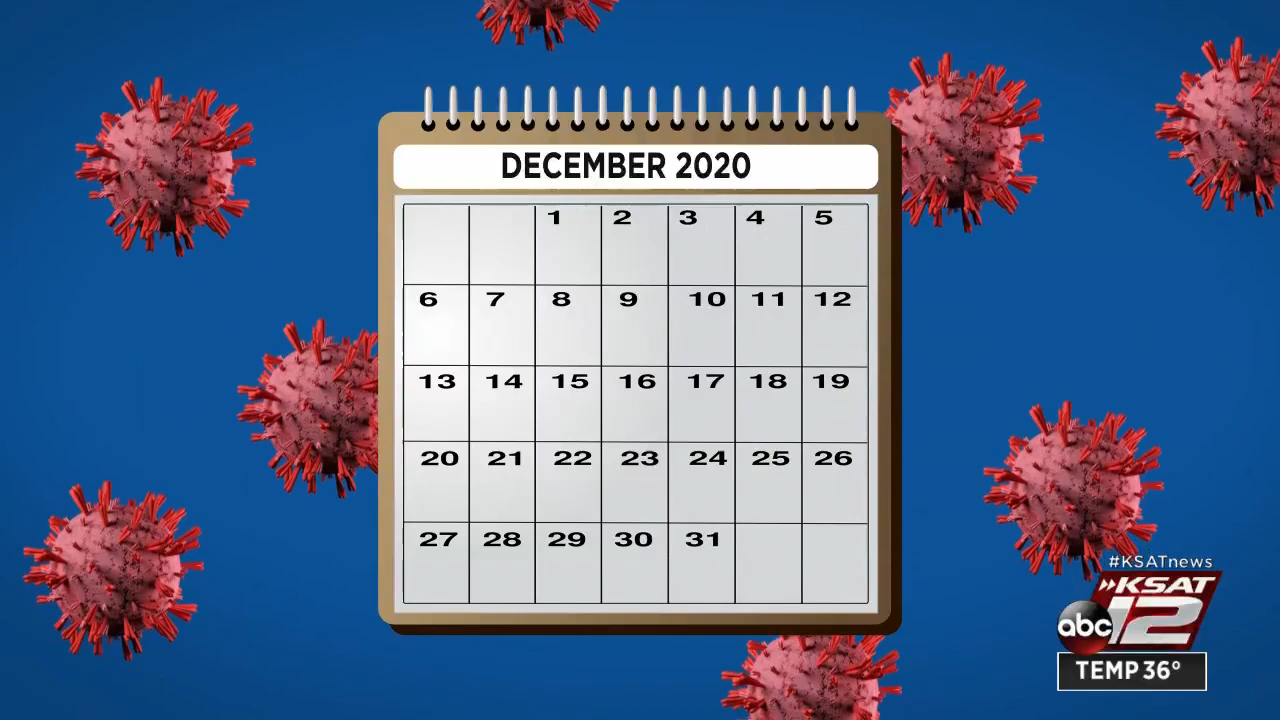 DECEMBER 2020
1 2 3 4 5
6 7 8 9 10 11 12
13 14 15 16 17 18 19
20 21 22 23 24 25 26
27 28 29 30 31
#KSATnews
KSAT
abc 12
TEMP 36°